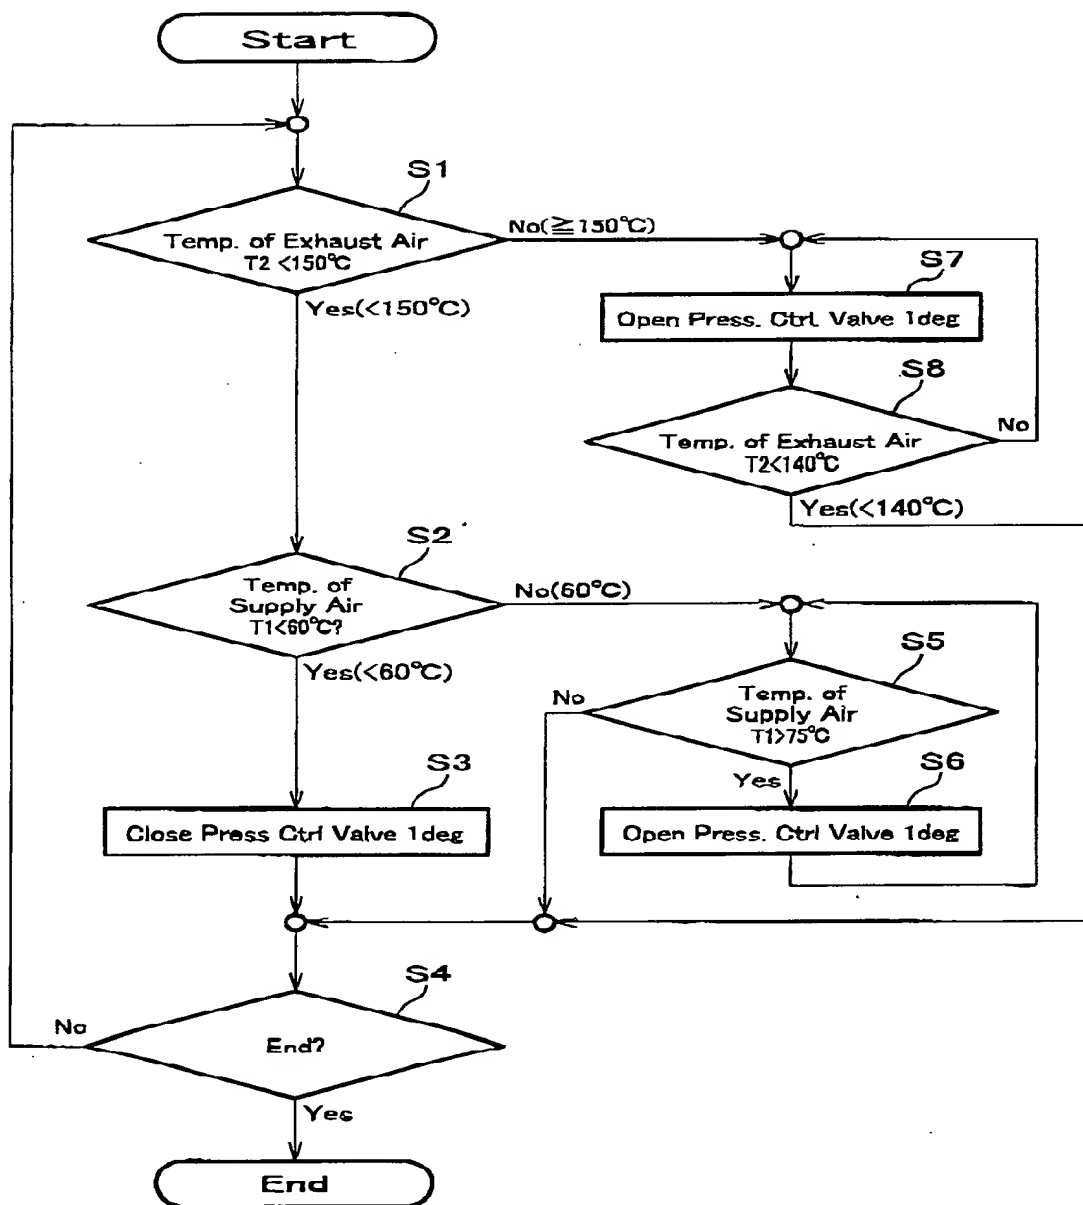 Start
S1
Temp. of Exhaust Air
T2 <150°C
No(≧150°C)
Yes(<150°C)
S7
Open Press. Ctrl. Valve 1deg
S8
Temp. of Exhaust Air
T2<140°C
No
Yes(<140°C)
S2
Temp. of
Supply Air
T1<60°C?
No(60°C)
Yes(<60°C)
S5
Temp. of
Supply Air
T1>75°C
No
Yes
S6
Open Press. Ctrl Valve 1deg
S3
Close Press Ctrl Valve 1deg
S4
End?
No
Yes
End